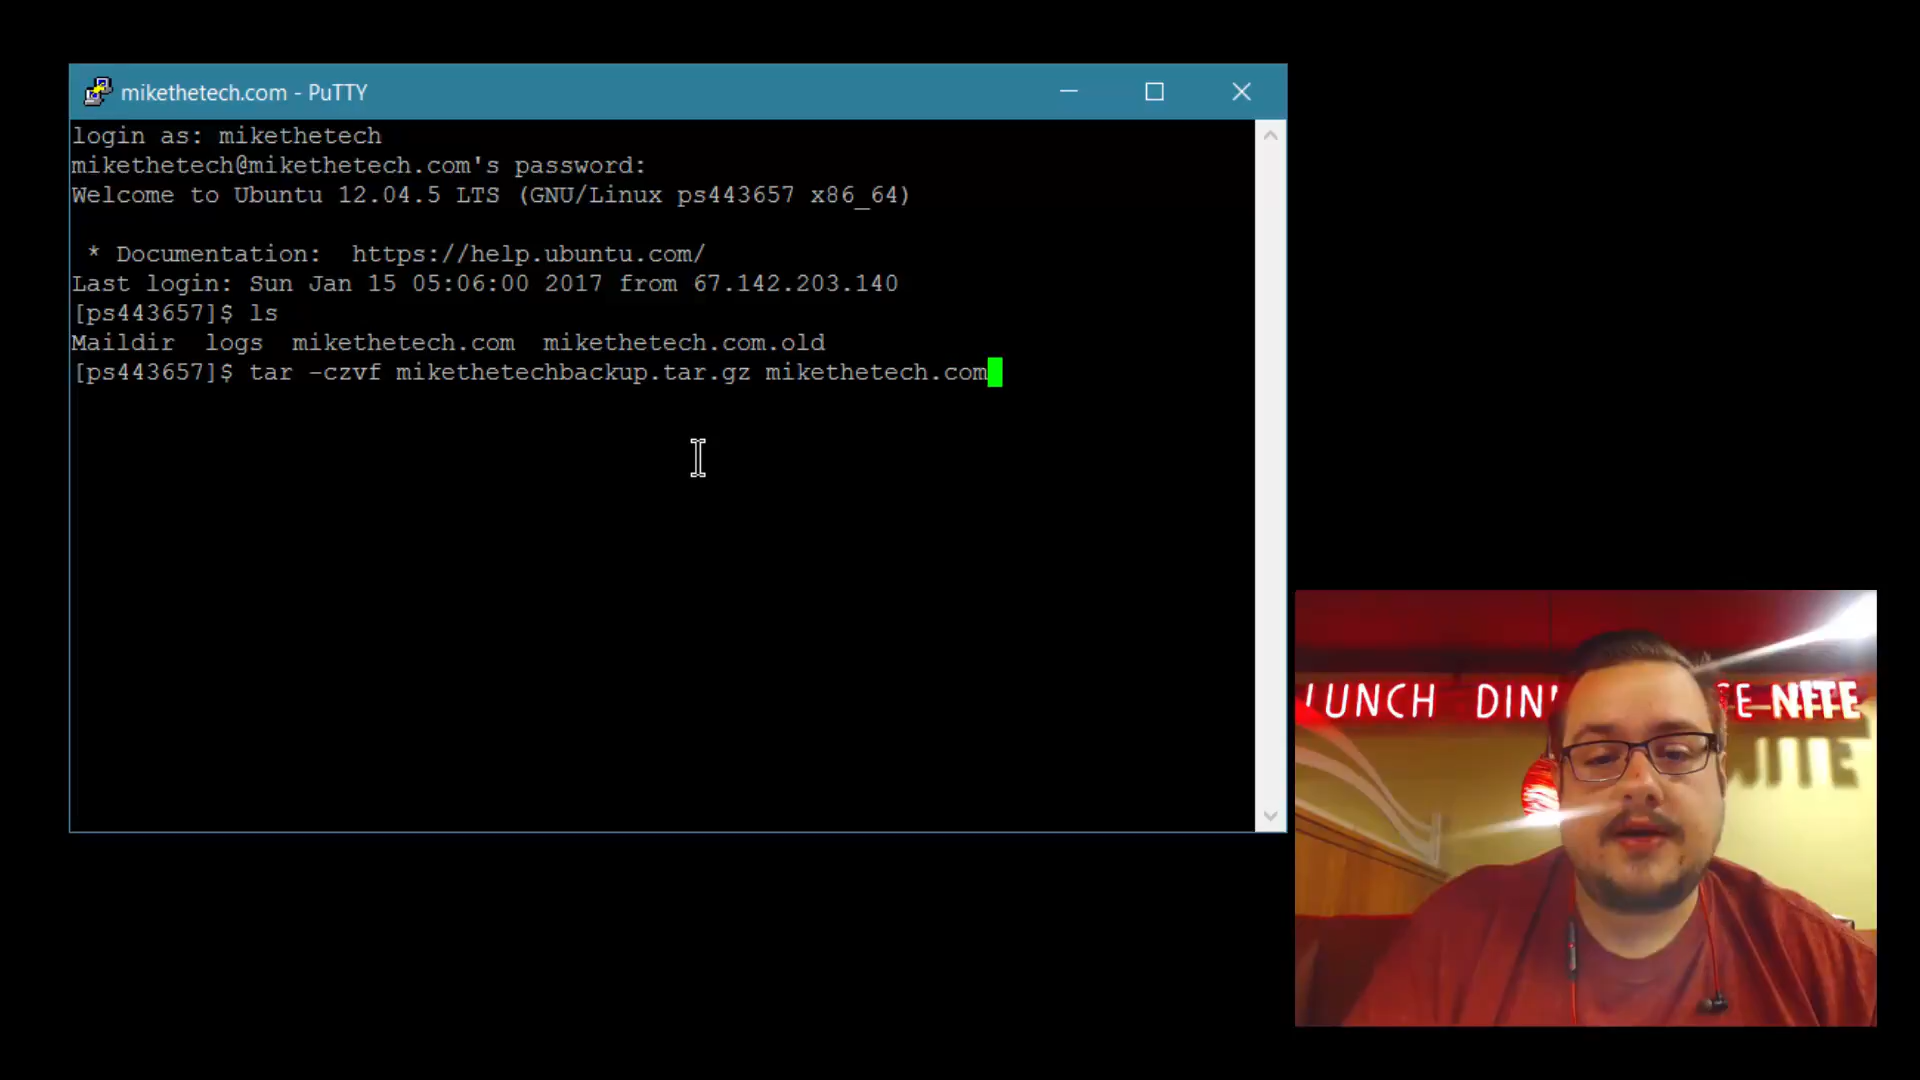 mikethetech.com - PuTTY
login as: mikethetech
mikethetech@mikethetech.com's password:
Welcome to Ubuntu 12.04.5 LTS (GNU/Linux ps443657 x86_64)
* Documentation:  https://help.ubuntu.com/
Last login: Sun Jan 15 05:06:00 2017 from 67.142.203.140
[ps443657]$ ls
Maildir  logs  mikethetech.com  mikethetech.com.old
[ps443657]$ tar -czvf mikethetechbackup.tar.gz mikethetech.com
LUNCH DIN E NITE